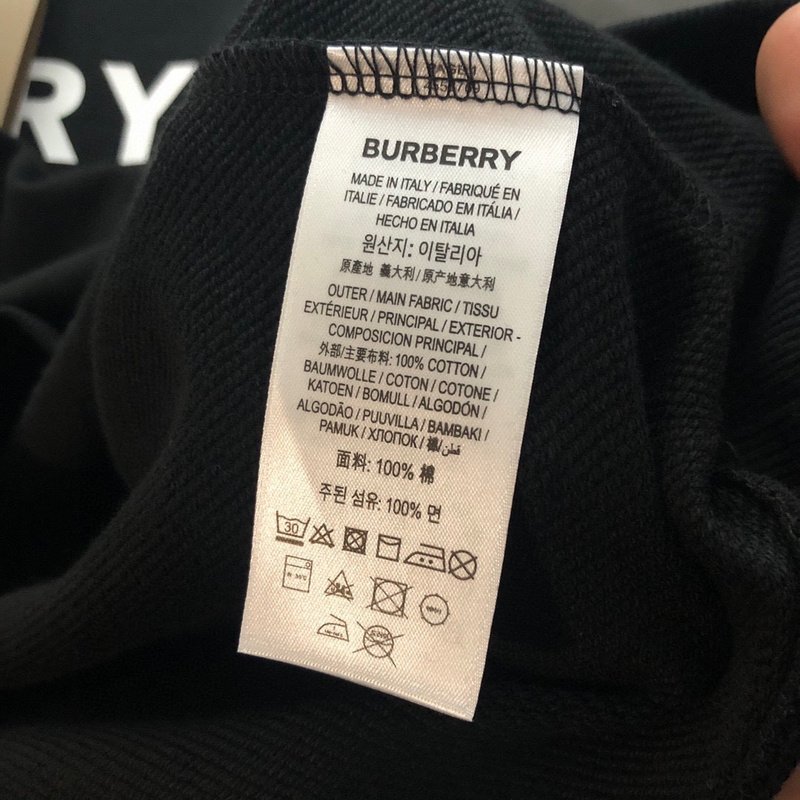 RY
BURBERRY
MADE IN ITALY / FABRIQUÉ EN
ITALIE / FABRICADO EM ITÁLIA /
HECHO EN ITALIA
원산지: 이탈리아
原產地 義大利 / 原产地意大利
OUTER / MAIN FABRIC / TISSU
EXTÉRIEUR / PRINCIPAL / EXTERIOR -
COMPOSICION PRINCIPAL /
外部/主要布料: 100% COTTON /
BAUMWOLLE / COTON / COTONE /
KATOEN / BOMULL / ALGODÓN /
ALGODÃO / PUUVILLA / BAMBAKI /
PAMUK / ХЛОПОК / 棉 / قطن
面料: 100% 棉
주된 섬유: 100% 면
30